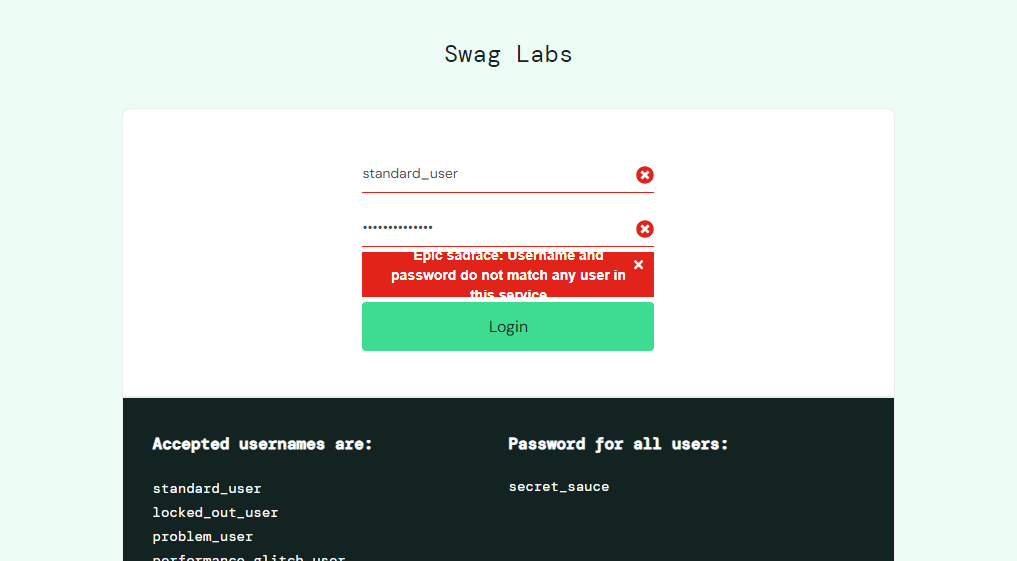 Swag Labs
standard_user
••••••••••••••
Epic sadface: Username and
password do not match any user in
this service
Login
Accepted usernames are:
Password for all users:
standard_user
secret_sauce
locked_out_user
problem_user
performance_glitch_user